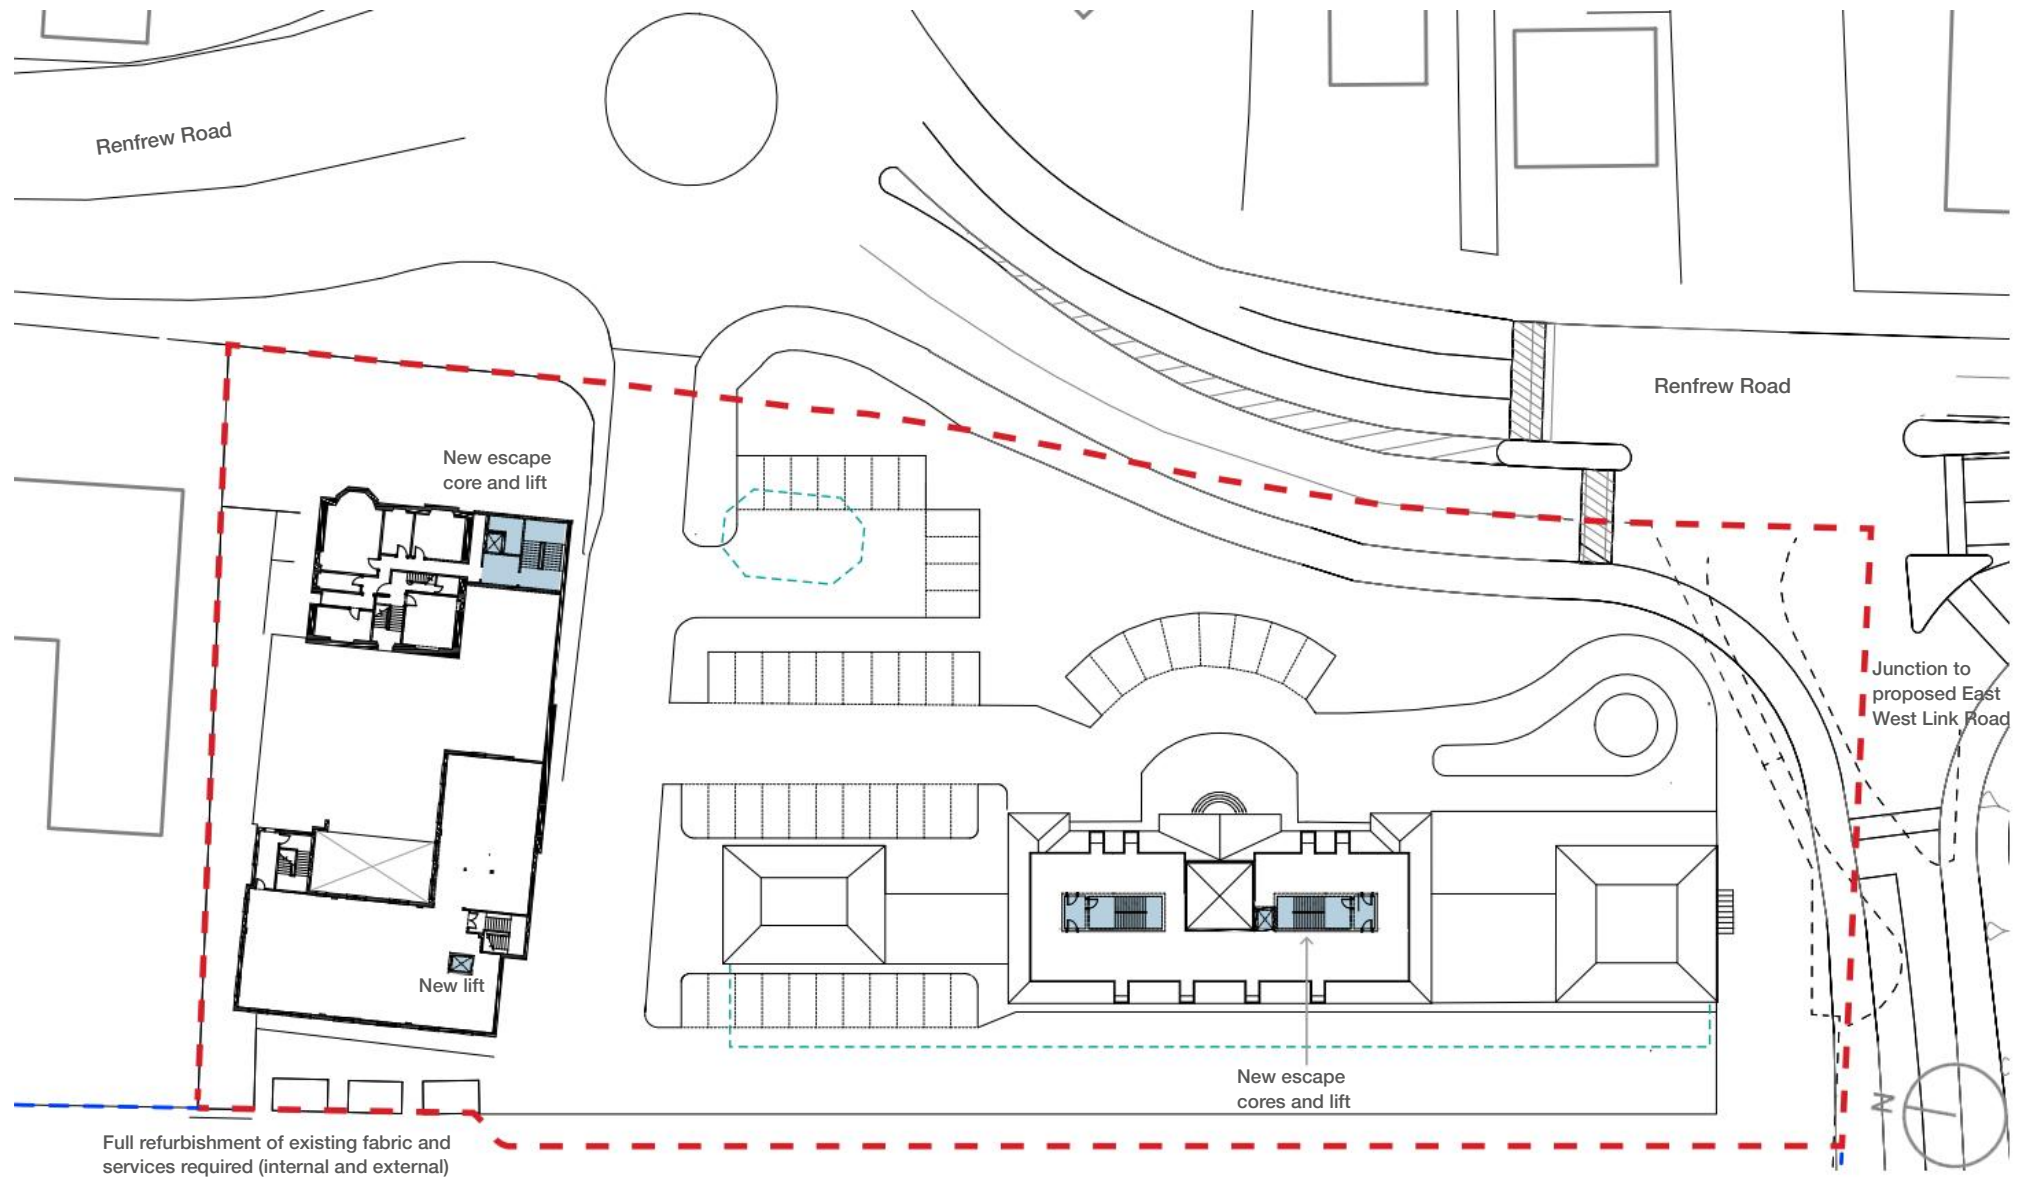 Renfrew Road
Renfrew Road
New escape
core and lift
Junction to
proposed East
West Link Road
New lift
New escape
cores and lift
N
Full refurbishment of existing fabric and
services required (internal and external)